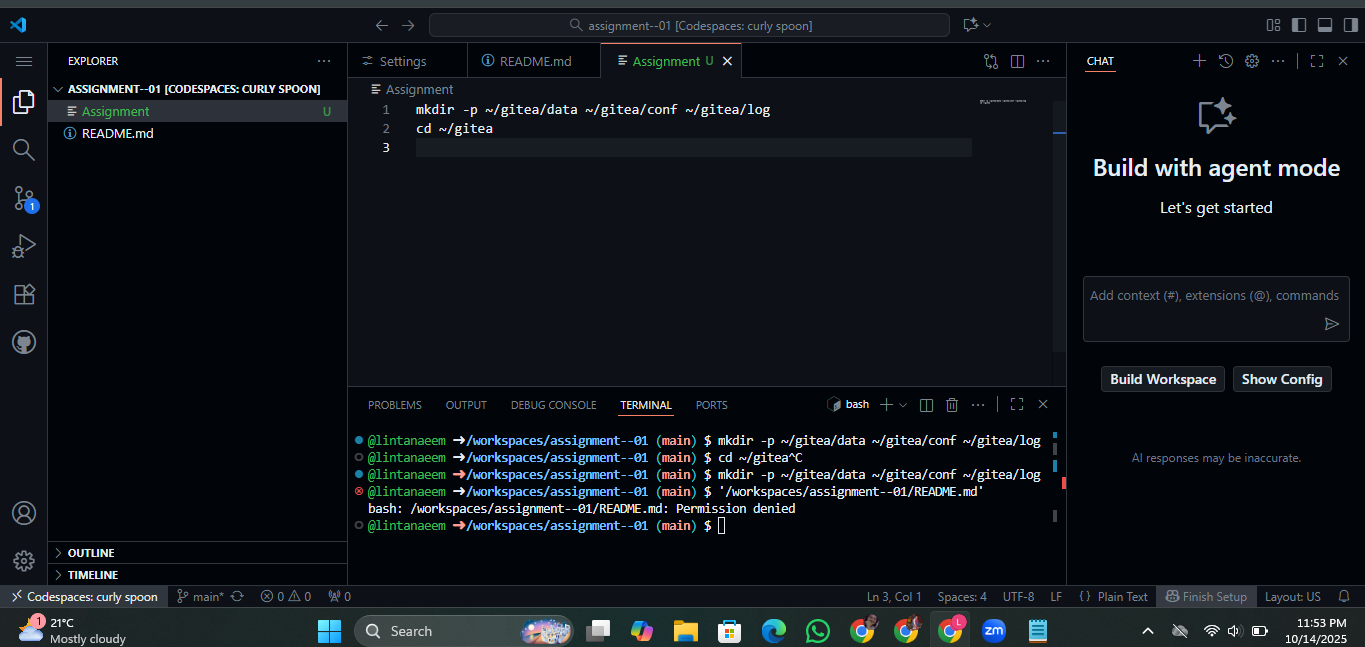 assignment--01 [Codespaces: curly spoon]
EXPLORER
ASSIGNMENT--01 [CODESPACES: CURLY SPOON]
Assignment U
README.md
OUTLINE
TIMELINE
1
Settings
README.md
Assignment U
Assignment
1 mkdir -p ~/gitea/data ~/gitea/conf ~/gitea/log
2 cd ~/gitea
3
PROBLEMS OUTPUT DEBUG CONSOLE TERMINAL PORTS bash
@lintanaeem ➜/workspaces/assignment--01 (main) $ mkdir -p ~/gitea/data ~/gitea/conf ~/gitea/log
@lintanaeem ➜/workspaces/assignment--01 (main) $ cd ~/gitea^C
@lintanaeem ➜/workspaces/assignment--01 (main) $ mkdir -p ~/gitea/data ~/gitea/conf ~/gitea/log
@lintanaeem ➜/workspaces/assignment--01 (main) $ '/workspaces/assignment--01/README.md'
bash: /workspaces/assignment--01/README.md: Permission denied
@lintanaeem ➜/workspaces/assignment--01 (main) $
CHAT
Build with agent mode
Let's get started
Add context (#), extensions (@), commands
Build Workspace Show Config
AI responses may be inaccurate.
Codespaces: curly spoon main* 0 0 0 Ln 3, Col 1 Spaces: 4 UTF-8 LF {} Plain Text Finish Setup Layout: US
1
21°C
Mostly cloudy
Search
L
zm
11:53 PM
10/14/2025